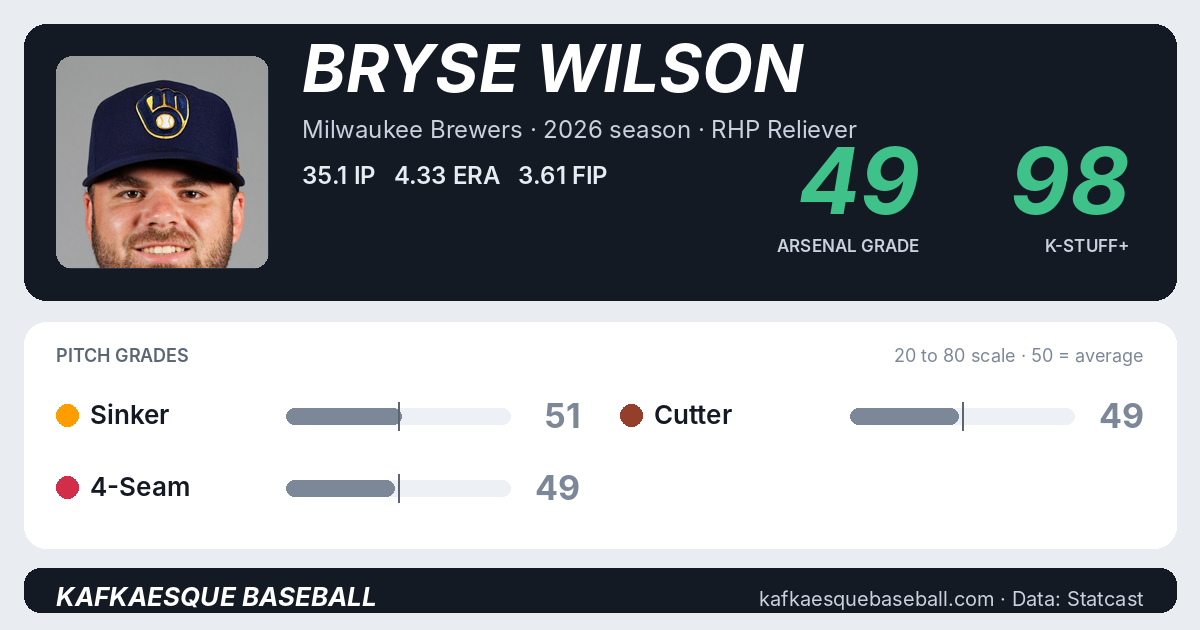 BRYSE WILSON
Milwaukee Brewers · 2026 season · RHP Reliever
35.1 IP 4.33 ERA 3.61 FIP
49 98
ARSENAL GRADE K-STUFF+
PITCH GRADES 20 to 80 scale · 50 = average
Sinker 51 Cutter 49
4-Seam 49
KAFKAESQUE BASEBALL kafkaesquebaseball.com · Data: Statcast